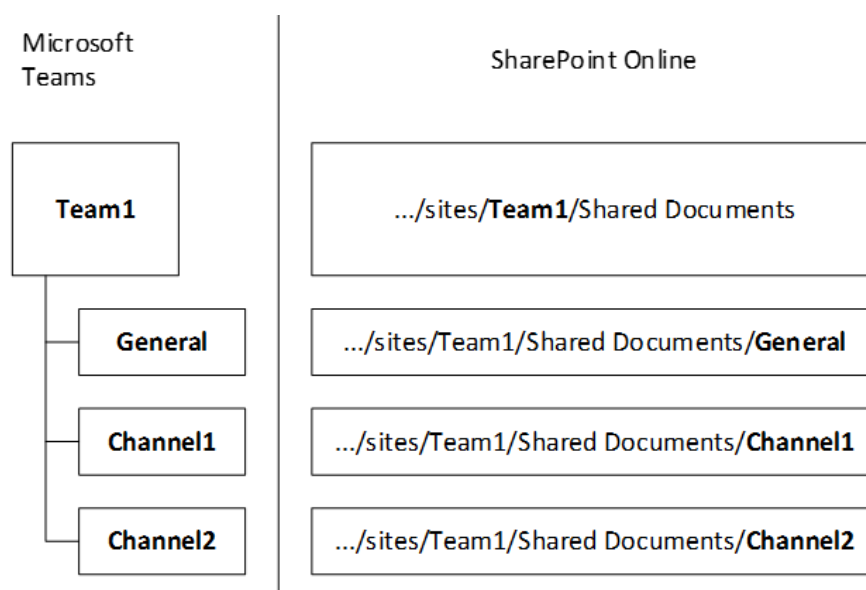 Microsoft
Teams
SharePoint Online
Team1
.../sites/Team1/Shared Documents
General
.../sites/Team1/Shared Documents/General
Channel1
.../sites/Team1/Shared Documents/Channel1
Channel2
.../sites/Team1/Shared Documents/Channel2